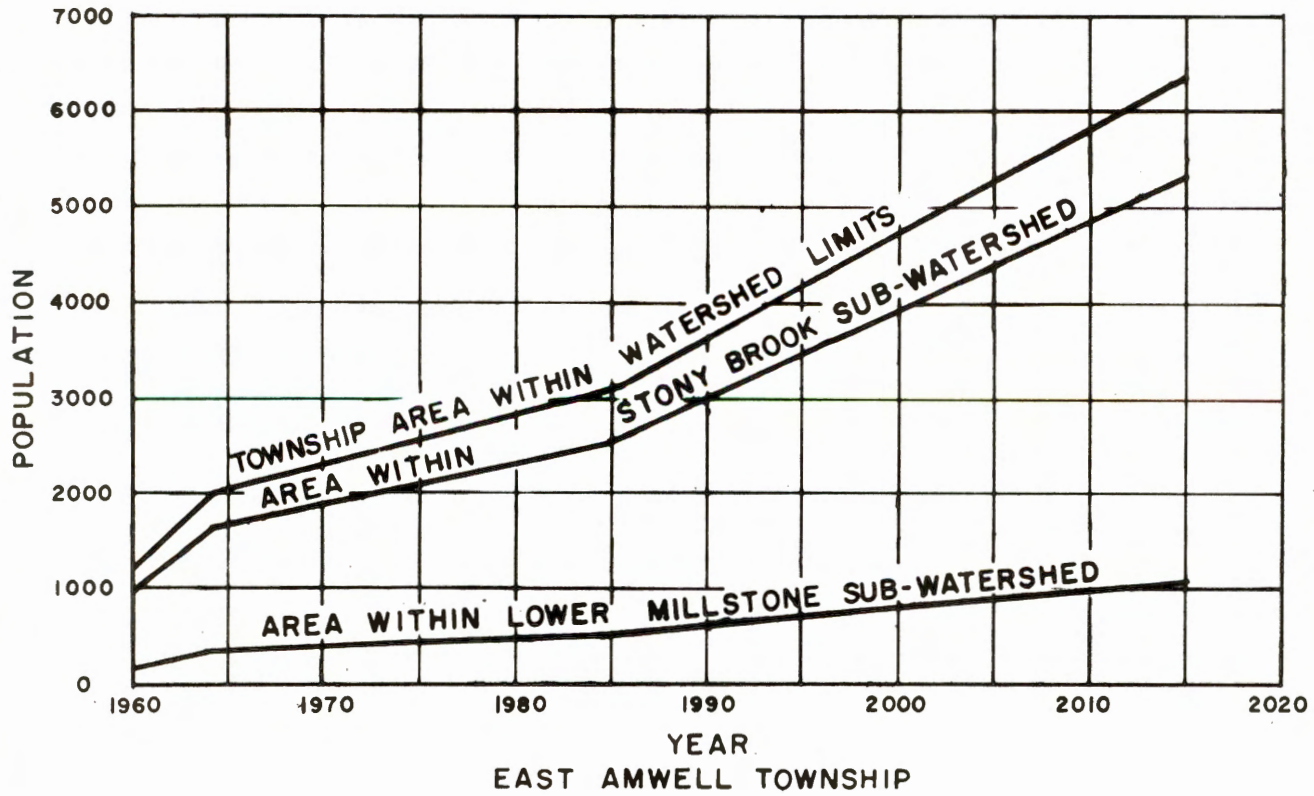 7000
6000
5000
4000
3000
2000
1000
0
POPULATION
TOWNSHIP AREA WITHIN WATERSHED LIMITS
AREA WITHIN STONY BROOK SUB-WATERSHED
AREA WITHIN LOWER MILLSTONE SUB-WATERSHED
1960 1970 1980 1990 2000 2010 2020
YEAR
EAST AMWELL TOWNSHIP